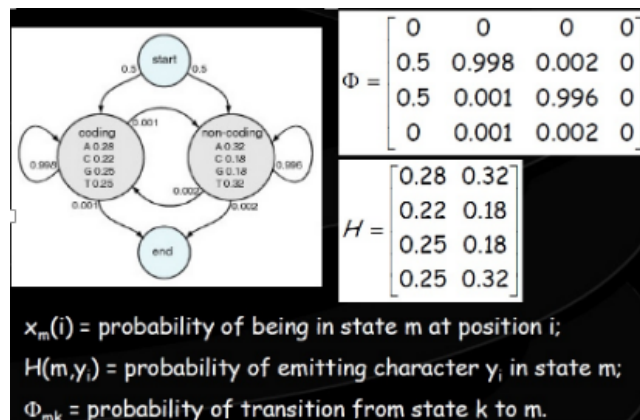 start
0.5 0.5
0.001
coding
A 0.28
C 0.22
G 0.25
T 0.25
non-coding
A 0.32
C 0.18
G 0.18
T 0.32
0.998
0.996
0.002
0.001
0.002
end
Φ =
0 0 0 0
0.5 0.998 0.002 0
0.5 0.001 0.996 0
0 0.001 0.002 0
H =
0.28 0.32
0.22 0.18
0.25 0.18
0.25 0.32
xm(i) = probability of being in state m at position i;
H(m,yi) = probability of emitting character yi in state m;
Φmk = probability of transition from state k to m.